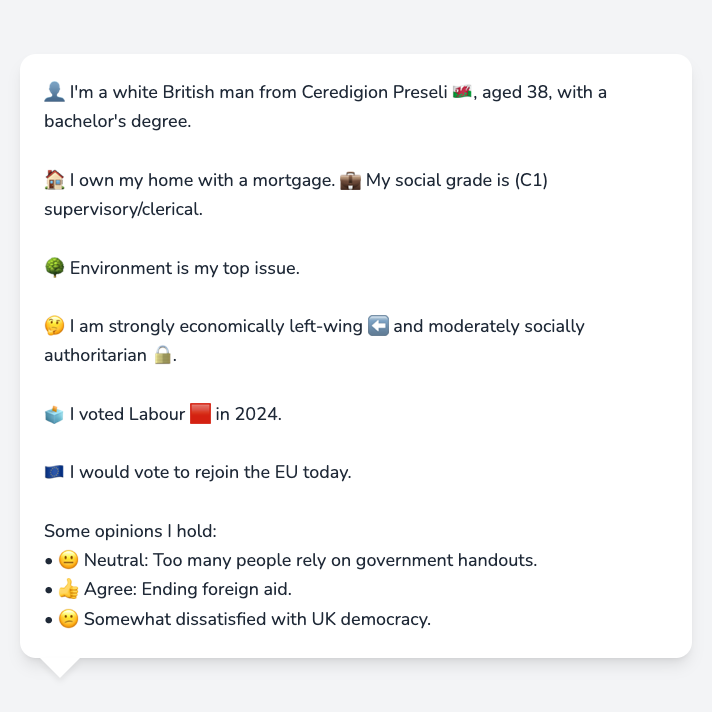 👤 I'm a white British man from Ceredigion Preseli 🏴󠁧󠁢󠁷󠁬󠁳󠁿, aged 38, with a
bachelor's degree.
🏠 I own my home with a mortgage. 💼 My social grade is (C1)
supervisory/clerical.
🌳 Environment is my top issue.
🤔 I am strongly economically left-wing ⬅️ and moderately socially
authoritarian 🔒.
🗳️ I voted Labour 🟥 in 2024.
🇪🇺 I would vote to rejoin the EU today.
Some opinions I hold:
• 😐 Neutral: Too many people rely on government handouts.
• 👍 Agree: Ending foreign aid.
• 😕 Somewhat dissatisfied with UK democracy.